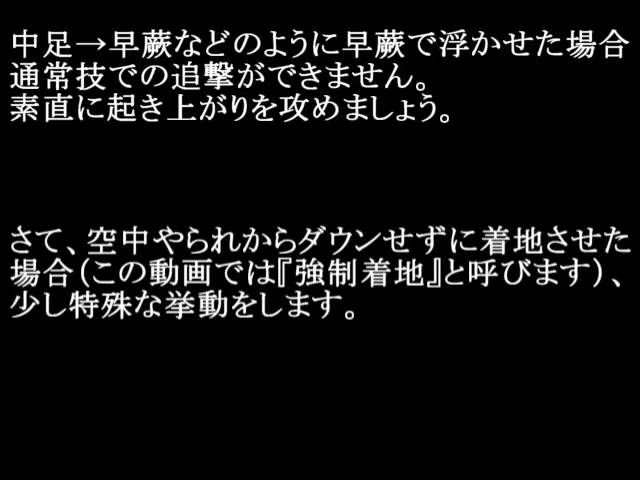 中足→早蕨などのように早蕨で浮かせた場合
通常技での追撃ができません。
素直に起き上がりを攻めましょう。
さて、空中やられからダウンせずに着地させた
場合(この動画では『強制着地』と呼びます)、
少し特殊な挙動をします。